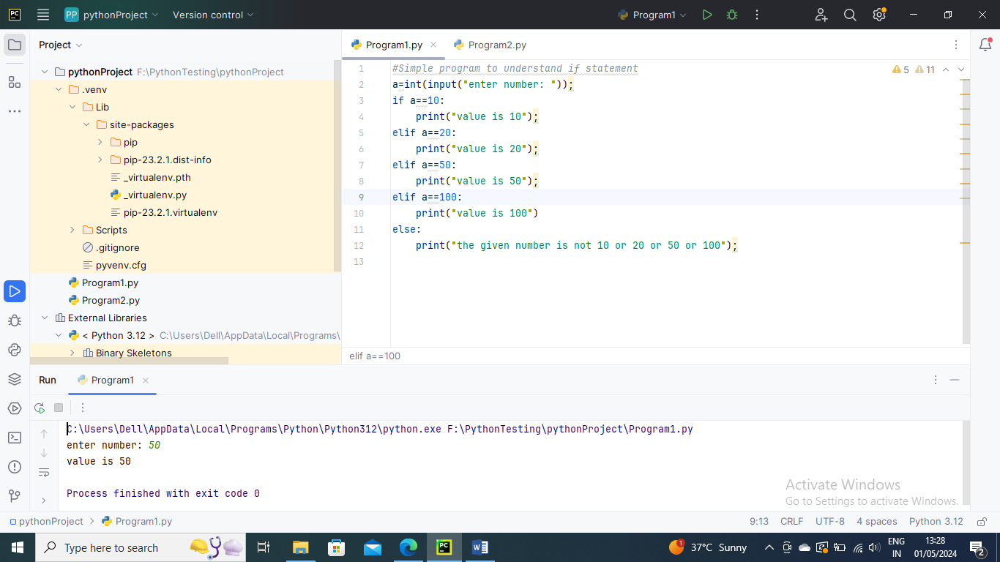 PC
PP pythonProject
Version control
Program1
Project
pythonProject F:\PythonTesting\pythonProject
.venv
Lib
site-packages
pip
pip-23.2.1.dist-info
_virtualenv.pth
_virtualenv.py
pip-23.2.1.virtualenv
Scripts
.gitignore
pyvenv.cfg
Program1.py
Program2.py
External Libraries
< Python 3.12 > C:\Users\Dell\AppData\Local\Programs\
Binary Skeletons
Program1.py
Program2.py
5 11
1 #Simple program to understand if statement
2 a=int(input("enter number: "));
3 if a==10:
4 print("value is 10");
5 elif a==20:
6 print("value is 20");
7 elif a==50:
8 print("value is 50");
9 elif a==100:
10 print("value is 100")
11 else:
12 print("the given number is not 10 or 20 or 50 or 100");
13
elif a==100
Run Program1
C:\Users\Dell\AppData\Local\Programs\Python\Python312\python.exe F:\PythonTesting\pythonProject\Program1.py
enter number: 50
value is 50
Process finished with exit code 0
Activate Windows
Go to Settings to activate Windows.
pythonProject > Program1.py
9:13 CRLF UTF-8 4 spaces Python 3.12
Type here to search
PC
W
1
37°C Sunny
ENG
IN
13:28
01/05/2024
2